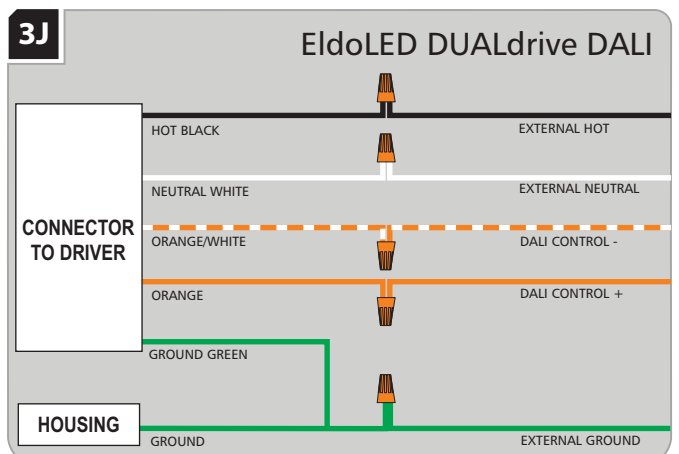 3J
EldoLED DUALdrive DALI
HOT BLACK
EXTERNAL HOT
NEUTRAL WHITE
EXTERNAL NEUTRAL
CONNECTOR
TO DRIVER
ORANGE/WHITE
DALI CONTROL -
ORANGE
DALI CONTROL +
GROUND GREEN
HOUSING
GROUND
EXTERNAL GROUND